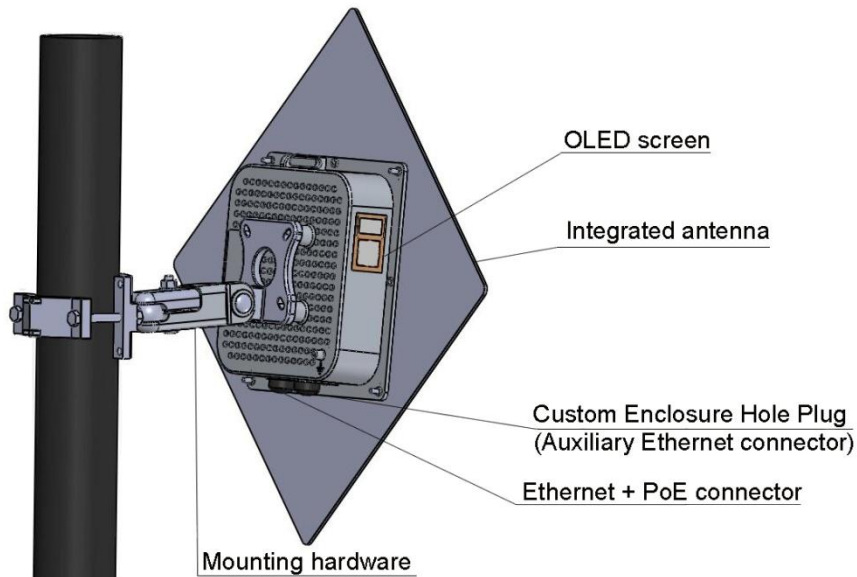 OLED screen
Integrated antenna
Custom Enclosure Hole Plug
(Auxiliary Ethernet connector)
Ethernet + PoE connector
Mounting hardware